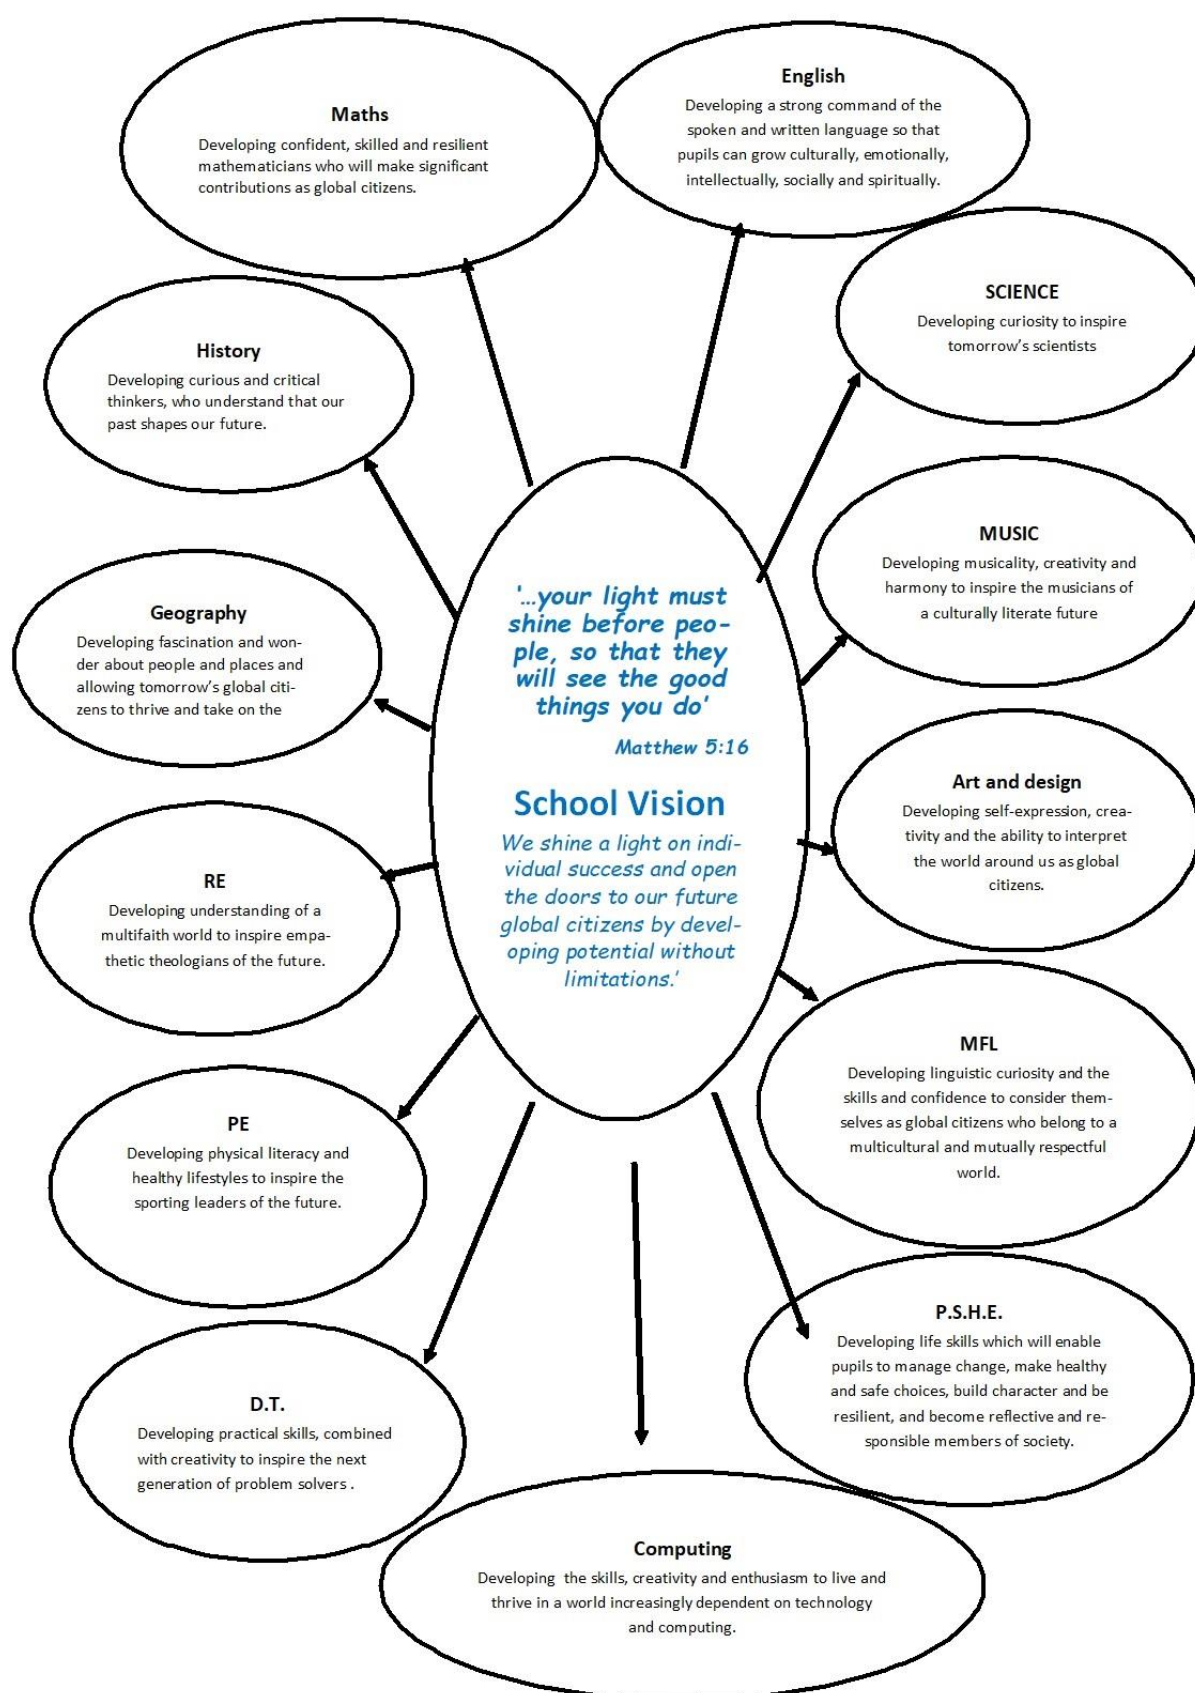 Maths
Developing confident, skilled and resilient
mathematicians who will make significant
contributions as global citizens.
English
Developing a strong command of the
spoken and written language so that
pupils can grow culturally, emotionally,
intellectually, socially and spiritually.
SCIENCE
Developing curiosity to inspire
tomorrow’s scientists
History
Developing curious and critical
thinkers, who understand that our
past shapes our future.
MUSIC
Developing musicality, creativity and
harmony to inspire the musicians of
a culturally literate future
Geography
Developing fascination and won-
der about people and places and
allowing tomorrow’s global citi-
zens to thrive and take on the
'...your light must
shine before peo-
ple, so that they
will see the good
things you do'
Matthew 5:16
School Vision
We shine a light on indi-
vidual success and open
the doors to our future
global citizens by devel-
oping potential without
limitations.'
Art and design
Developing self-expression, crea-
tivity and the ability to interpret
the world around us as global
citizens.
RE
Developing understanding of a
multifaith world to inspire empa-
thetic theologians of the future.
MFL
Developing linguistic curiosity and the
skills and confidence to consider them-
selves as global citizens who belong to a
multicultural and mutually respectful
world.
PE
Developing physical literacy and
healthy lifestyles to inspire the
sporting leaders of the future.
P.S.H.E.
Developing life skills which will enable
pupils to manage change, make healthy
and safe choices, build character and be
resilient, and become reflective and re-
sponsible members of society.
D.T.
Developing practical skills, combined
with creativity to inspire the next
generation of problem solvers .
Computing
Developing the skills, creativity and enthusiasm to live and
thrive in a world increasingly dependent on technology
and computing.